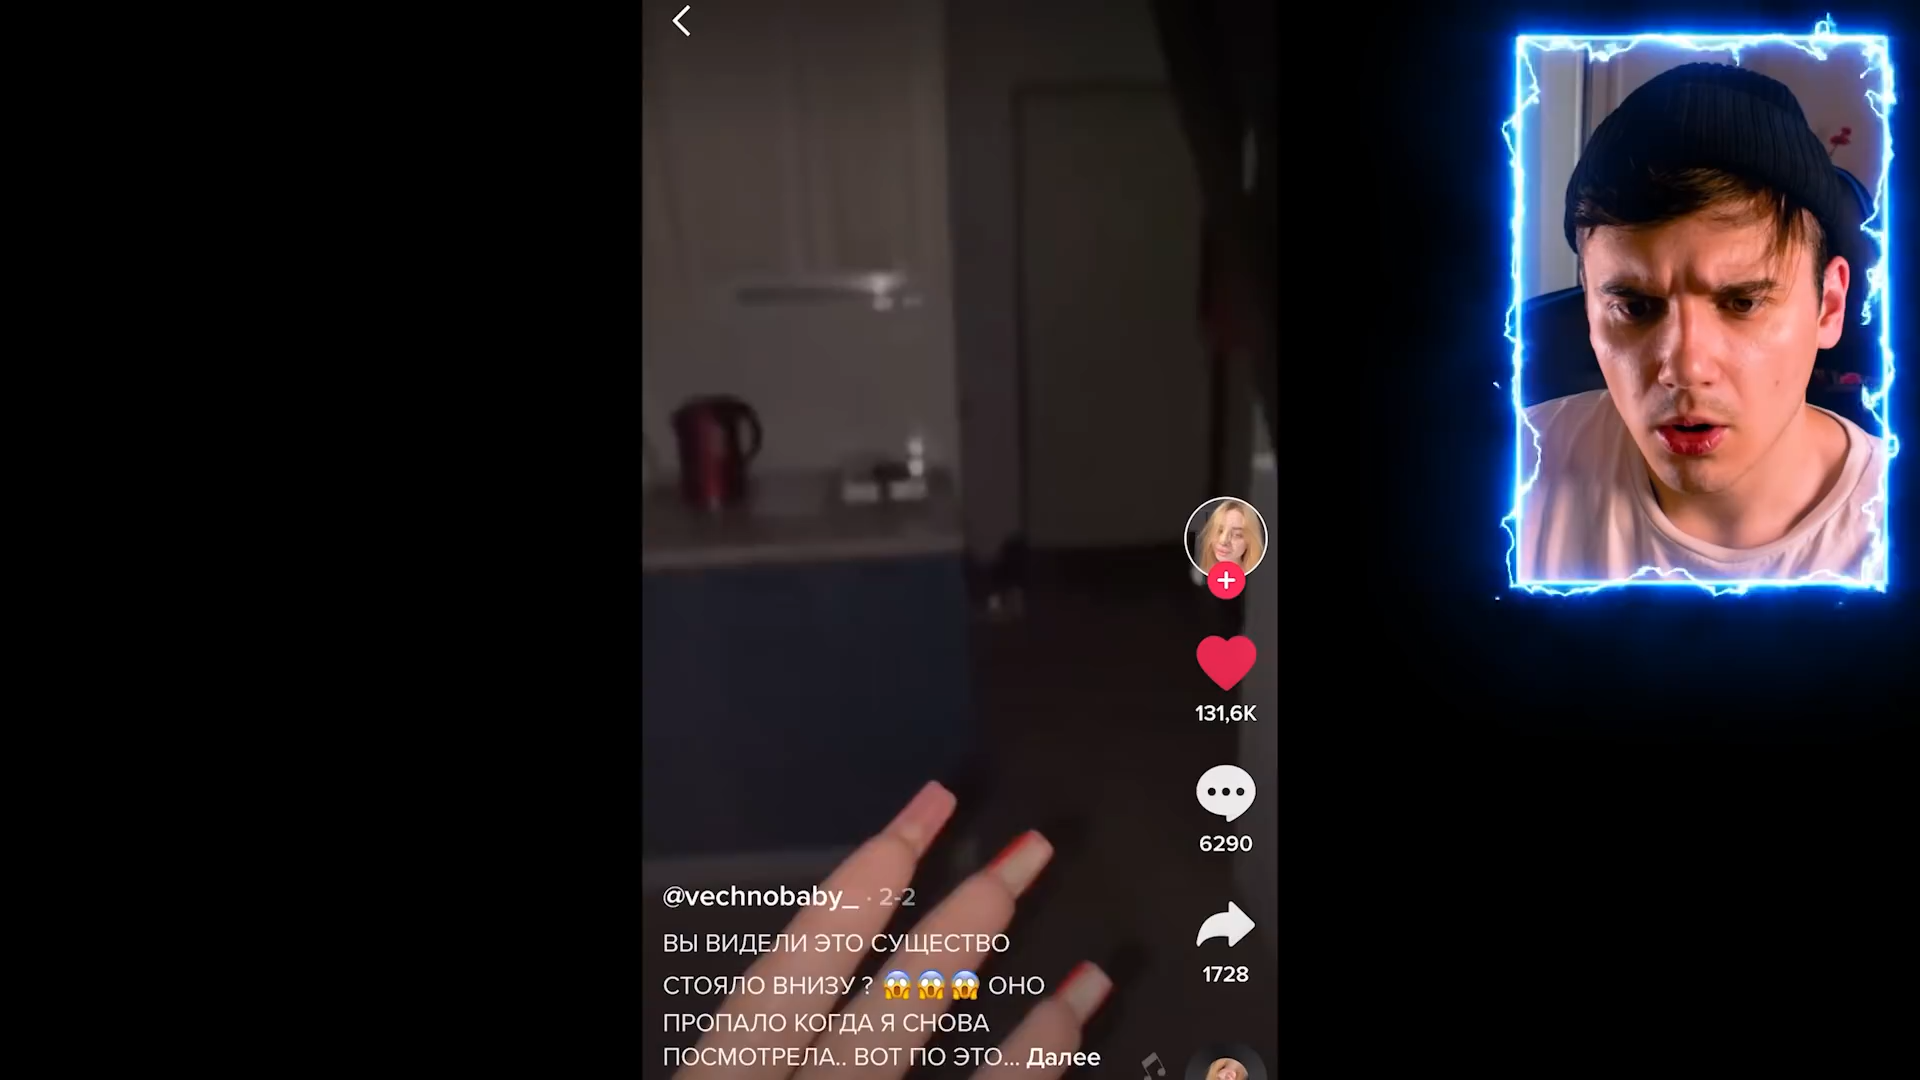 131,6K
6290
@vechnobaby_ · 2-2
ВЫ ВИДЕЛИ ЭТО СУЩЕСТВО
СТОЯЛО ВНИЗУ ? 😱😱😱 ОНО
1728
ПРОПАЛО КОГДА Я СНОВА
ПОСМОТРЕЛА.. ВОТ ПО ЭТО... Далее